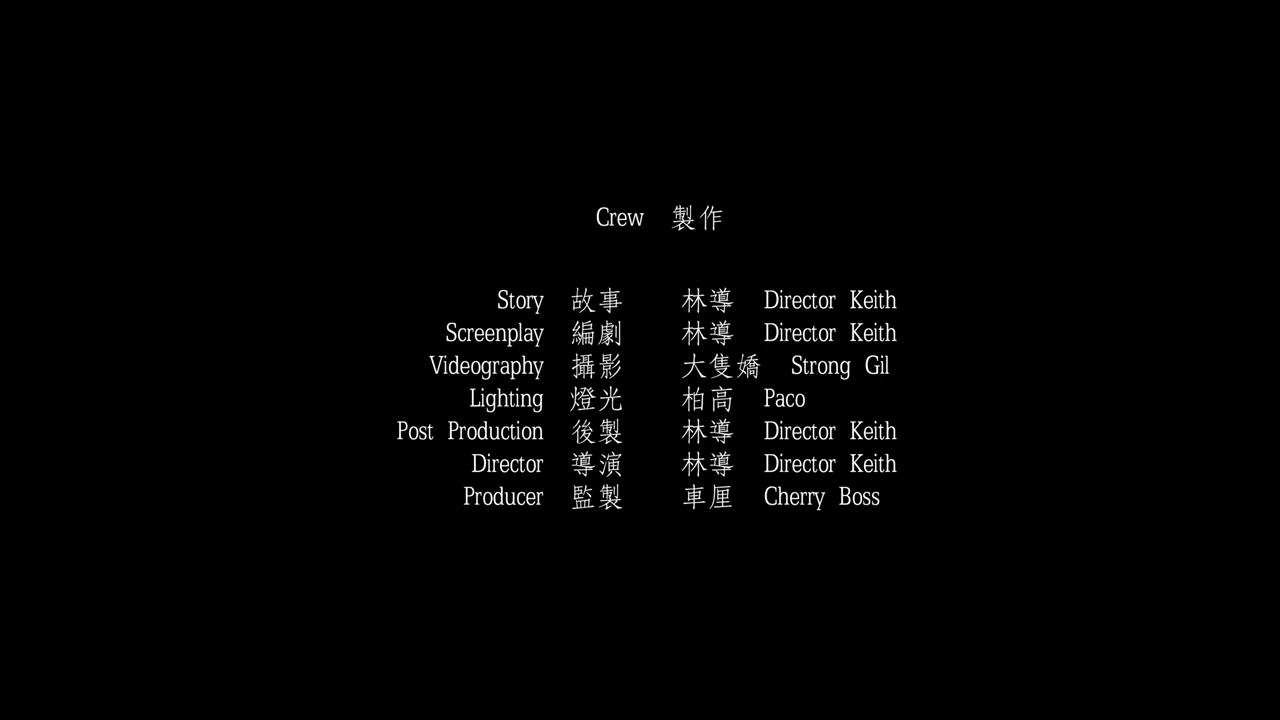 Crew 製作
Story 故事 林導 Director Keith
Screenplay 編劇 林導 Director Keith
Videography 攝影 大隻嬌 Strong Gil
Lighting 燈光 柏高 Paco
Post Production 後製 林導 Director Keith
Director 導演 林導 Director Keith
Producer 監製 車厘 Cherry Boss